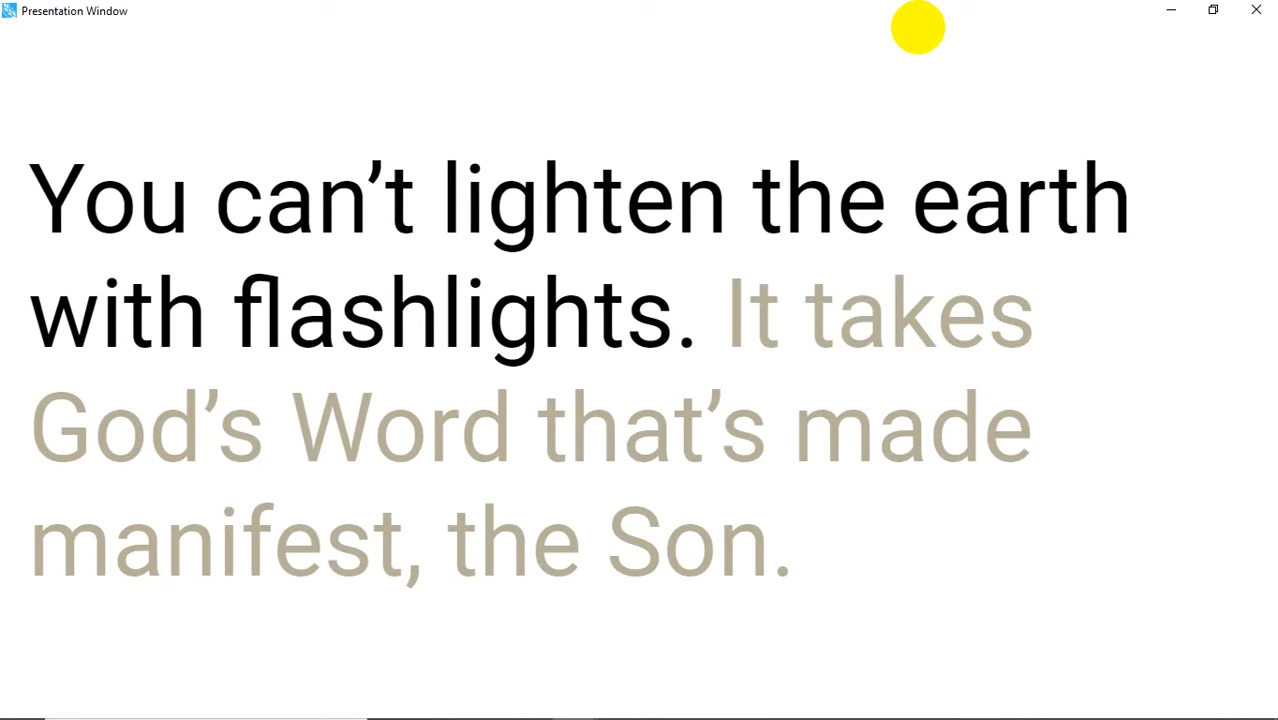 Presentation Window
You can’t lighten the earth
with flashlights. It takes
God’s Word that’s made
manifest, the Son.